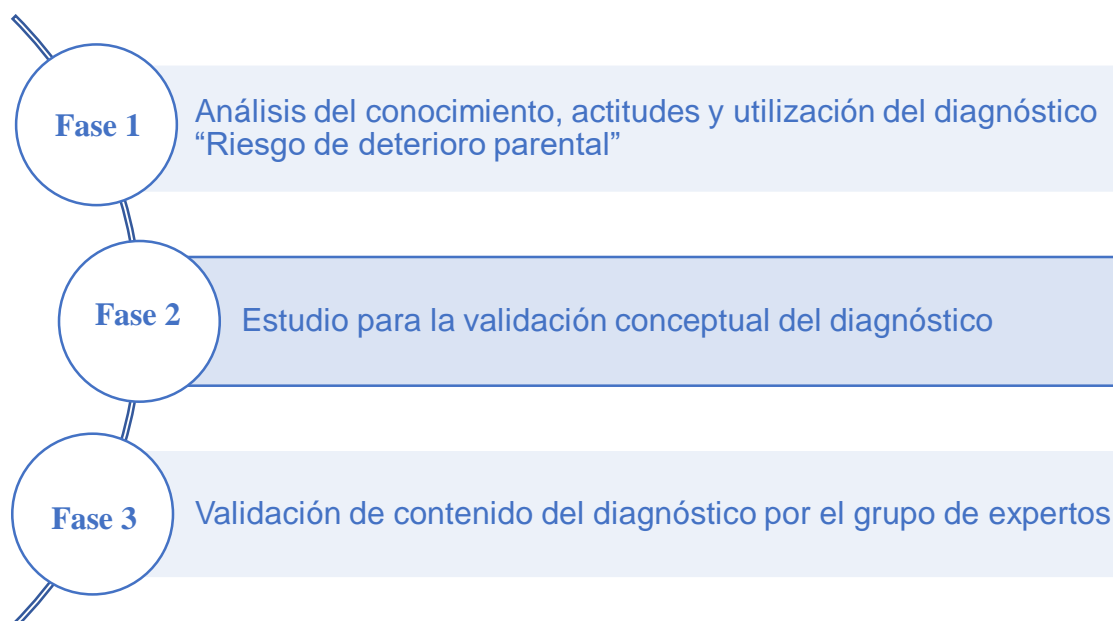 Fase 1
Análisis del conocimiento, actitudes y utilización del diagnóstico
“Riesgo de deterioro parental”
Fase 2
Estudio para la validación conceptual del diagnóstico
Fase 3
Validación de contenido del diagnóstico por el grupo de expertos